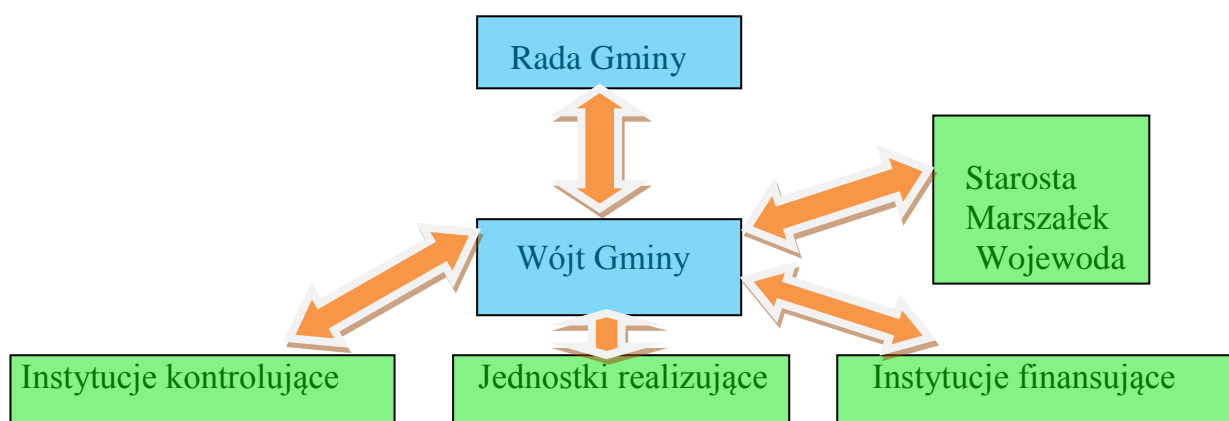 Rada Gminy
Starosta
Marszałek
Wojewoda
Wójt Gminy
Instytucje kontrolujące
Jednostki realizujące
Instytucje finansujące